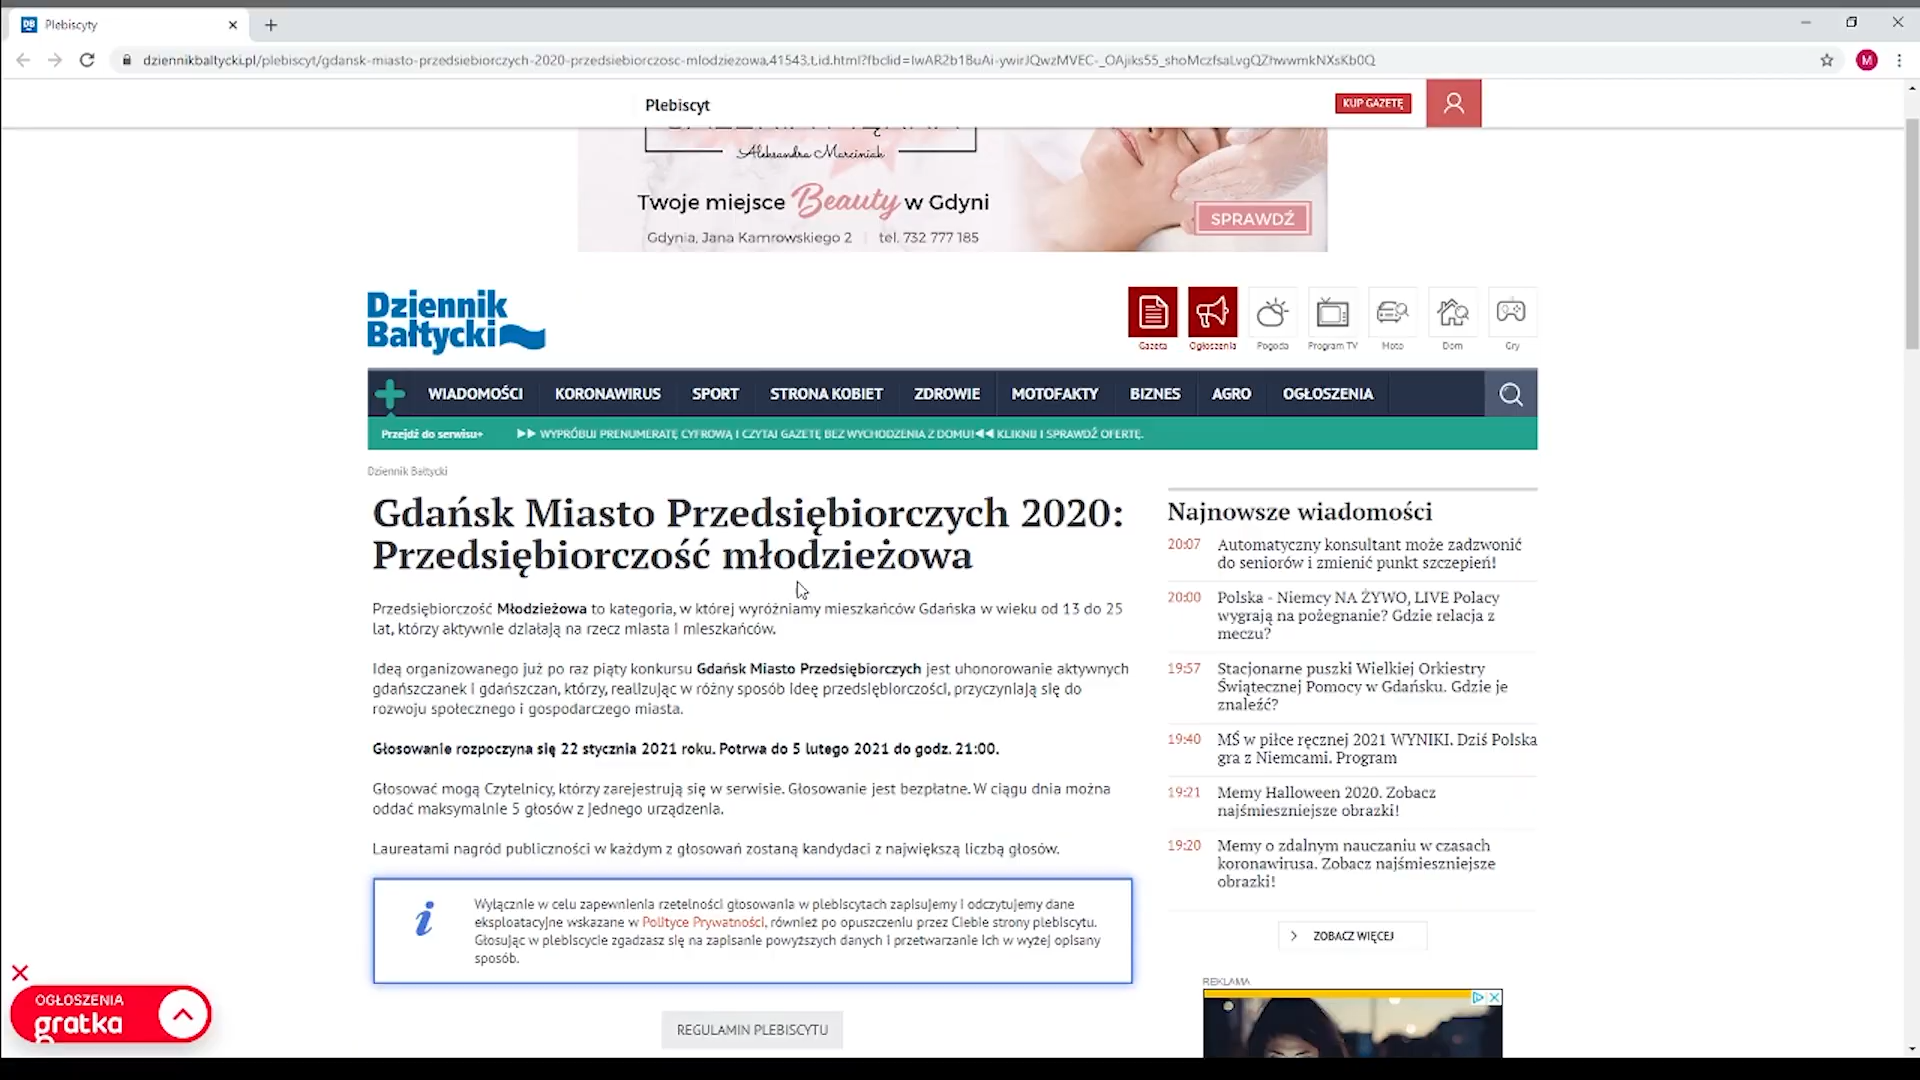 Plebiscyty
dziennikbaltycki.pl/plebiscyt/gdansk-miasto-przedsiebiorczych-2020-przedsiebiorczosc-mlodziezowa,41543,t,id.html?fbclid=IwAR2b1BuAi-ywirJQwzMVEC-_OAjiks55_shoMczfsaLvgQZhwwmkNXsKb0Q
M
Plebiscyt
KUP GAZETĘ
Aleksandra Marciniak
Twoje miejsce Beauty w Gdyni
SPRAWDŹ
Gdynia, Jana Kamrowskiego 2 | tel. 732 777 185
Dziennik
Bałtycki
Gazeta
Ogłoszenia
Pogoda
Program TV
Moto
Dom
Gry
WIADOMOŚCI
KORONAWIRUS
SPORT
STRONA KOBIET
ZDROWIE
MOTOFAKTY
BIZNES
AGRO
OGŁOSZENIA
Przejdź do serwisu+
WYPRÓBUJ PRENUMERATĘ CYFROWĄ I CZYTAJ GAZETĘ BEZ WYCHODZENIA Z DOMU! KLIKNIJ I SPRAWDŹ OFERTĘ.
Dziennik Bałtycki
Gdańsk Miasto Przedsiębiorczych 2020:
Przedsiębiorczość młodzieżowa
Przedsiębiorczość Młodzieżowa to kategoria, w której wyróżniamy mieszkańców Gdańska w wieku od 13 do 25
lat, którzy aktywnie działają na rzecz miasta i mieszkańców.
Ideą organizowanego już po raz piąty konkursu Gdańsk Miasto Przedsiębiorczych jest uhonorowanie aktywnych
gdańszczanek i gdańszczan, którzy, realizując w różny sposób ideę przedsiębiorczości, przyczyniają się do
rozwoju społecznego i gospodarczego miasta.
Głosowanie rozpoczyna się 22 stycznia 2021 roku. Potrwa do 5 lutego 2021 do godz. 21:00.
Głosować mogą Czytelnicy, którzy zarejestrują się w serwisie. Głosowanie jest bezpłatne. W ciągu dnia można
oddać maksymalnie 5 głosów z jednego urządzenia.
Laureatami nagród publiczności w każdym z głosowań zostaną kandydaci z największą liczbą głosów.
Wyłącznie w celu zapewnienia rzetelności głosowania w plebiscytach zapisujemy i odczytujemy dane
eksploatacyjne wskazane w Polityce Prywatności, również po opuszczeniu przez Ciebie strony plebiscytu.
Głosując w plebiscycie zgadzasz się na zapisanie powyższych danych i przetwarzanie ich w wyżej opisany
sposób.
REGULAMIN PLEBISCYTU
Najnowsze wiadomości
20:07 Automatyczny konsultant może zadzwonić
do seniorów i zmienić punkt szczepień!
20:00 Polska - Niemcy NA ŻYWO, LIVE Polacy
wygrają na pożegnanie? Gdzie relacja z
meczu?
19:57 Stacjonarne puszki Wielkiej Orkiestry
Świątecznej Pomocy w Gdańsku. Gdzie je
znaleźć?
19:40 MŚ w piłce ręcznej 2021 WYNIKI. Dziś Polska
gra z Niemcami. Program
19:21 Memy Halloween 2020. Zobacz
najśmieszniejsze obrazki!
19:20 Memy o zdalnym nauczaniu w czasach
koronawirusa. Zobacz najśmieszniejsze
obrazki!
ZOBACZ WIĘCEJ
REKLAMA
OGŁOSZENIA
gratka